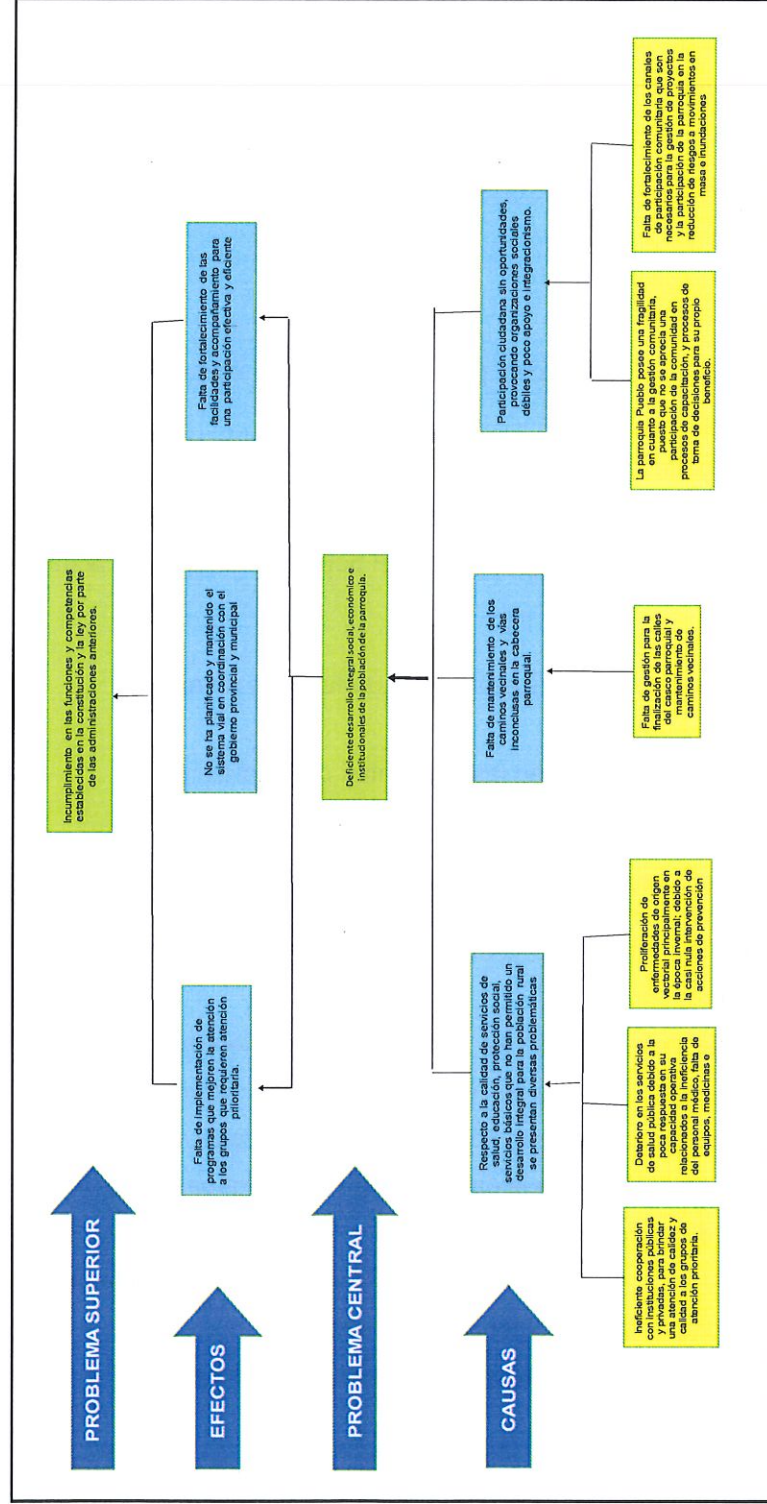 PROBLEMA SUPERIOR
Incumplimiento en las funciones y competencias
establecidas en la constitución y la ley por parte
de las administraciones anteriores.
EFECTOS
Falta de implementación de
programas que mejoren la atención
a los grupos que requieren atención
priioritaria.
No se ha planificado y mantenido el
sistema vial en coordinación con el
gobierno provincial y municipal
Falta de fortalecimiento de las
facilidades y acompañamiento para
una participación efectiva y eficiente
PROBLEMA CENTRAL
Deficiente desarrollo integral social, económico e
institucionales de la población de la parroquia.
CAUSAS
Respecto a la calidad de servicios de
salud, educación, protección social,
servicios básicos que no han permitido un
desarrollo integral para la población rural
se presentan diversas problemáticas
Falta de mantenimiento de los
caminos vecinales y vías
inconclusas en la cabecera
parroquial.
Participación ciudadana sin oportunidades,
provocando organizaciones sociales
débiles y poco apoyo e integracionismo.
Ineficiente cooperación
con instituciones públicas
y privadas, para brindar
una atención de calidez y
calidad a los grupos de
atención prioritaria.
Deterioro en los servicios
de salud pública debido a la
poca respuesta en su
capacidad operativa
relacionados a la ineficiencia
del personal médico, falta de
equipos, medicinas e
Proliferación de
enfermedades de origen
vectorial principalmente en
la época invernal; debido a
la casi nula intervención de
acciones de prevención
Falta de gestión para la
finalización de las calles
del casco parroquial y
mantenimiento de
caminos vecinales.
La parroquia Pueblo posee una fragilidad
en cuanto a la gestión comunitaria,
puesto que no se aprecia una
participación de la comunidad en
procesos de capacitación, y procesos de
toma de decisiones para su propio
beneficio.
Falta de fortalecimiento de los canales
de participación comunitaria que son
necesarios para la gestión de proyectos
y la participación de la parroquia en la
reducción de riesgos a movimientos en
masa e inundaciones